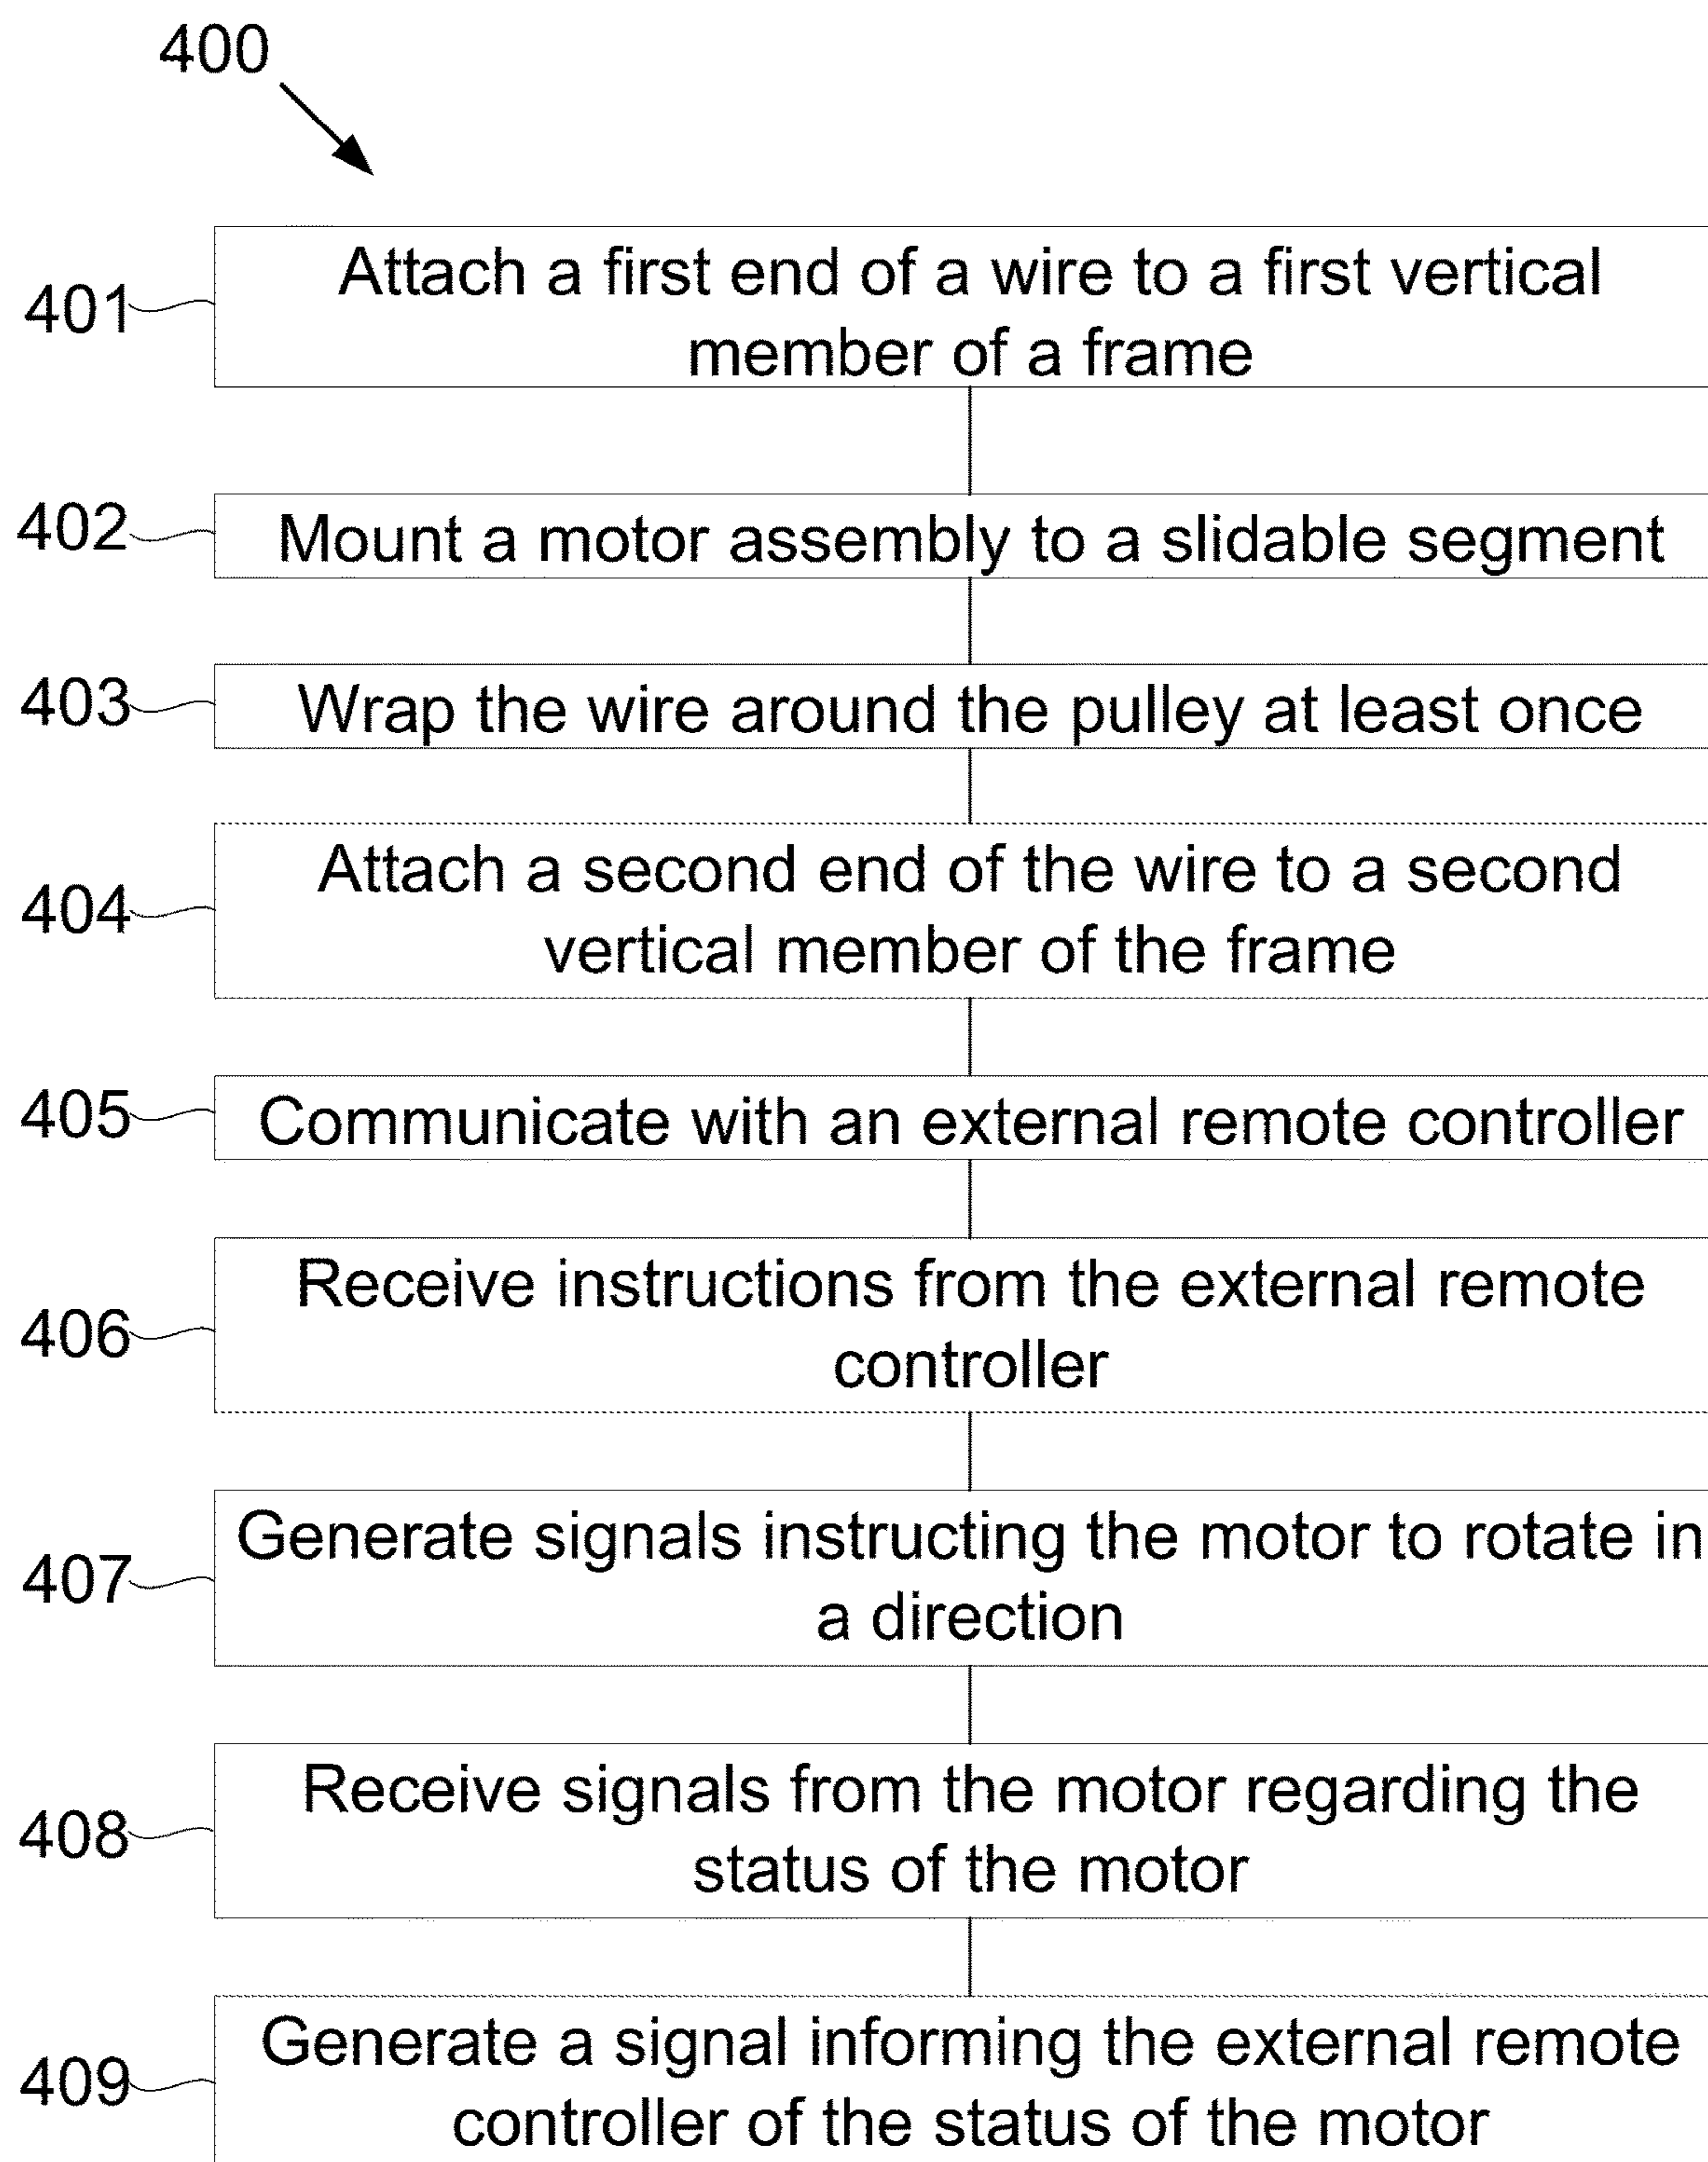 400
401
Attach a first end of a wire to a first vertical
member of a frame
402
Mount a motor assembly to a slidable segment
403
Wrap the wire around the pulley at least once
404
Attach a second end of the wire to a second
vertical member of the frame
405
Communicate with an external remote controller
406
Receive instructions from the external remote
controller
407
Generate signals instructing the motor to rotate in
a direction
408
Receive signals from the motor regarding the
status of the motor
409
Generate a signal informing the external remote
controller of the status of the motor